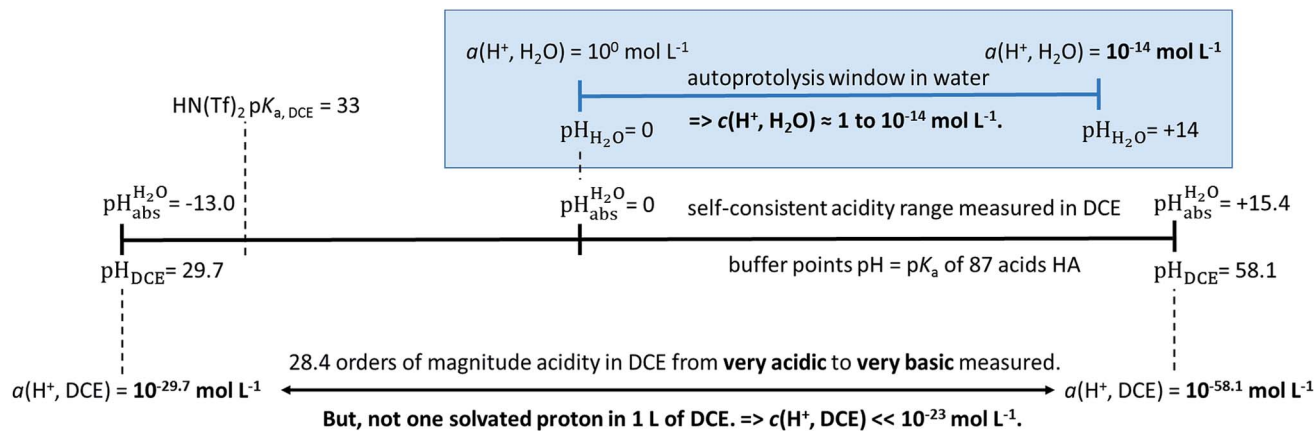 a(H⁺, H₂O) = 10⁰ mol L⁻¹
a(H⁺, H₂O) = 10⁻¹⁴ mol L⁻¹
autoprotolysis window in water
=> c(H⁺, H₂O) ≈ 1 to 10⁻¹⁴ mol L⁻¹.
pH_H₂O = 0
pH_H₂O = +14
HN(Tf)₂ pKₐ, DCE = 33
pH_abs^H₂O = -13.0
pH_abs^H₂O = 0
self-consistent acidity range measured in DCE
pH_abs^H₂O = +15.4
pH_DCE = 29.7
buffer points pH = pKₐ of 87 acids HA
pH_DCE = 58.1
28.4 orders of magnitude acidity in DCE from very acidic to very basic measured.
a(H⁺, DCE) = 10⁻²⁹·⁷ mol L⁻¹
a(H⁺, DCE) = 10⁻⁵⁸·¹ mol L⁻¹
But, not one solvated proton in 1 L of DCE. => c(H⁺, DCE) << 10⁻²³ mol L⁻¹.